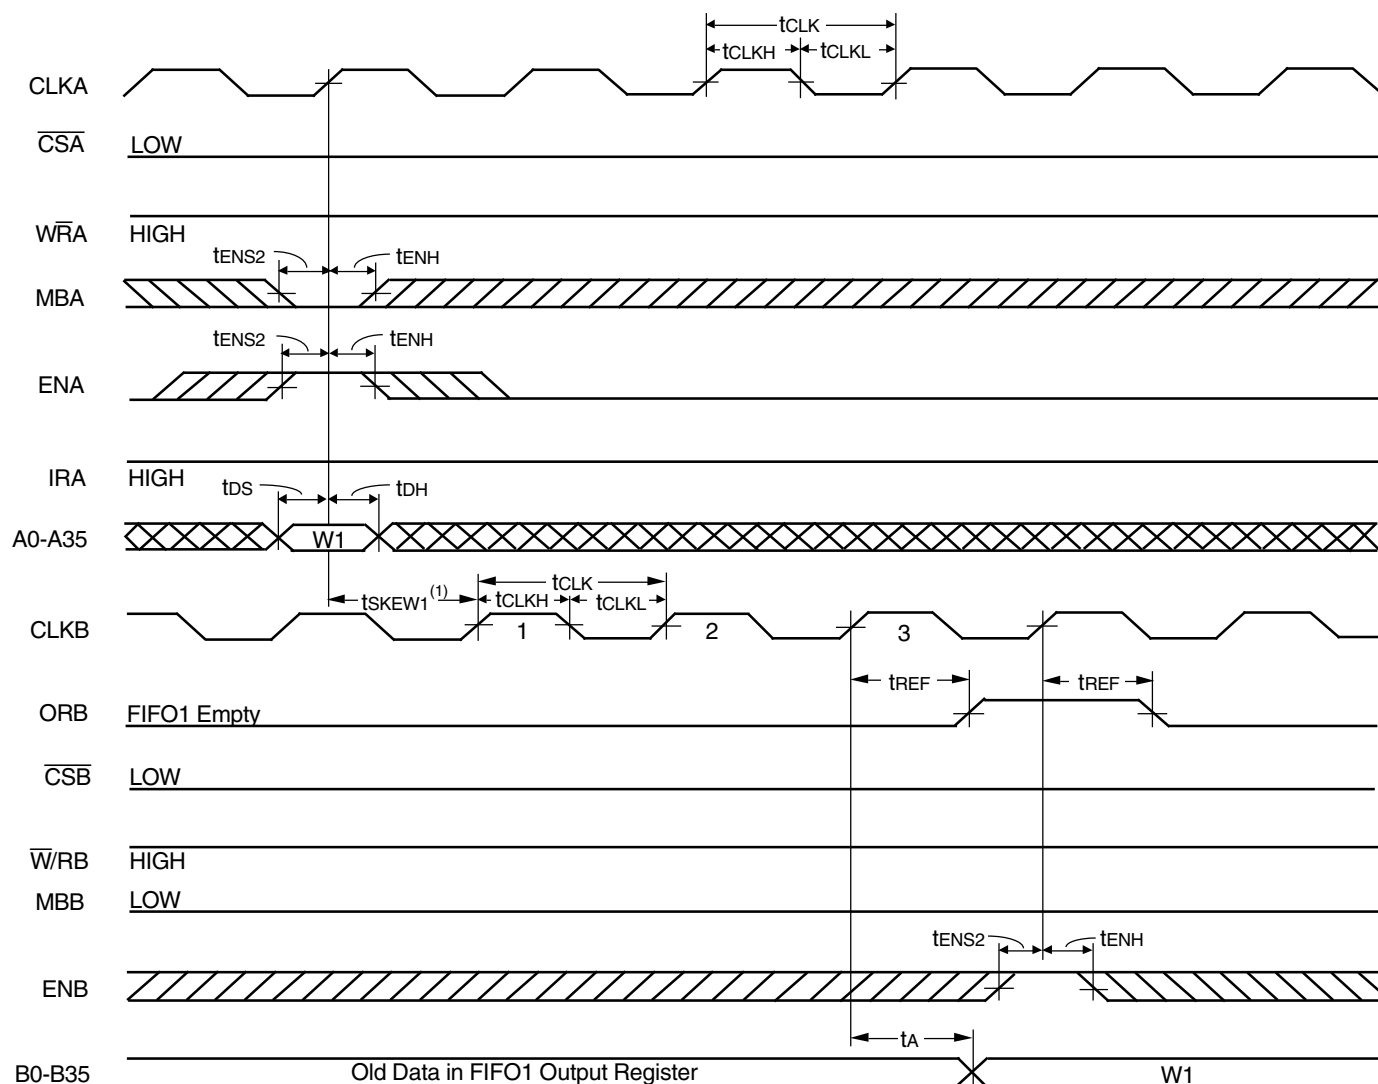 tCLK
tCLKH tCLKL
CLKA
CSA LOW
WRA HIGH
tENS2 tENH
MBA
tENS2 tENH
ENA
IRA HIGH
tDS tDH
A0-A35 W1
tCLK
tSKEW1(1) tCLKH tCLKL
CLKB 1 2 3
tREF tREF
ORB FIFO1 Empty
CSB LOW
W/RB HIGH
MBB LOW
tENS2 tENH
ENB
tA
B0-B35 Old Data in FIFO1 Output Register W1